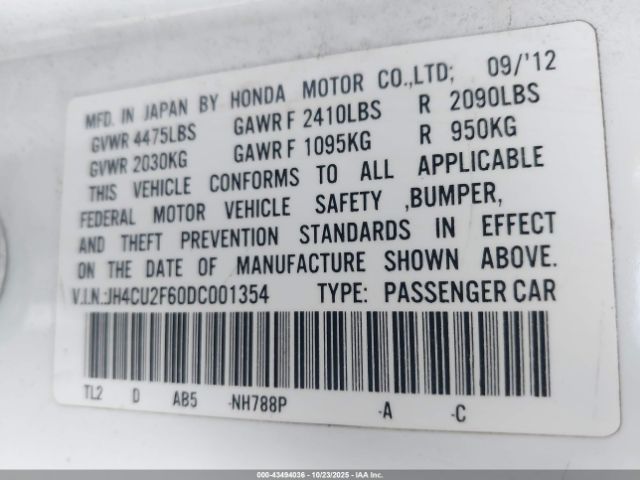 MFD. IN JAPAN BY HONDA MOTOR CO.,LTD; 09/'12
GVWR 4475LBS GAWR F 2410LBS R 2090LBS
GVWR 2030KG GAWR F 1095KG R 950KG
THIS VEHICLE CONFORMS TO ALL APPLICABLE
FEDERAL MOTOR VEHICLE SAFETY ,BUMPER,
AND THEFT PREVENTION STANDARDS IN EFFECT
ON THE DATE OF MANUFACTURE SHOWN ABOVE.
V.I.N.:JH4CU2F60DC001354 TYPE: PASSENGER CAR
TL2 D AB5 -NH788P -A -C
000-43494036 - 10/23/2025 - IAA Inc.